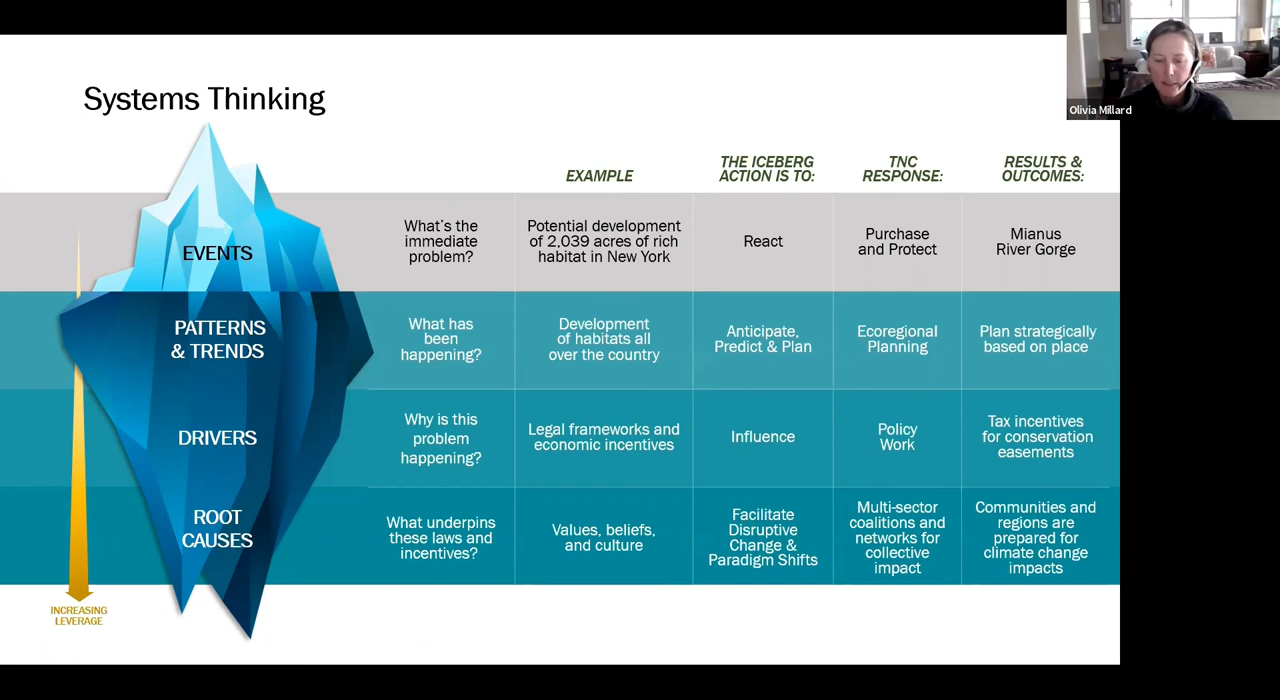 Systems Thinking
Olivia Millard
EXAMPLE
THE ICEBERG
ACTION IS TO:
TNC
RESPONSE:
RESULTS &
OUTCOMES:
EVENTS
What's the
immediate
problem?
Potential development
of 2,039 acres of rich
habitat in New York
React
Purchase
and Protect
Mianus
River Gorge
PATTERNS
& TRENDS
What has
been
happening?
Development
of habitats all
over the country
Anticipate,
Predict & Plan
Ecoregional
Planning
Plan strategically
based on place
DRIVERS
Why is this
problem
happening?
Legal frameworks and
economic incentives
Influence
Policy
Work
Tax incentives
for conservation
easements
ROOT
CAUSES
What underpins
these laws and
incentives?
Values, beliefs,
and culture
Facilitate
Disruptive
Change &
Paradigm Shifts
Multi-sector
coalitions and
networks for
collective
impact
Communities and
regions are
prepared for
climate change
impacts
INCREASING
LEVERAGE